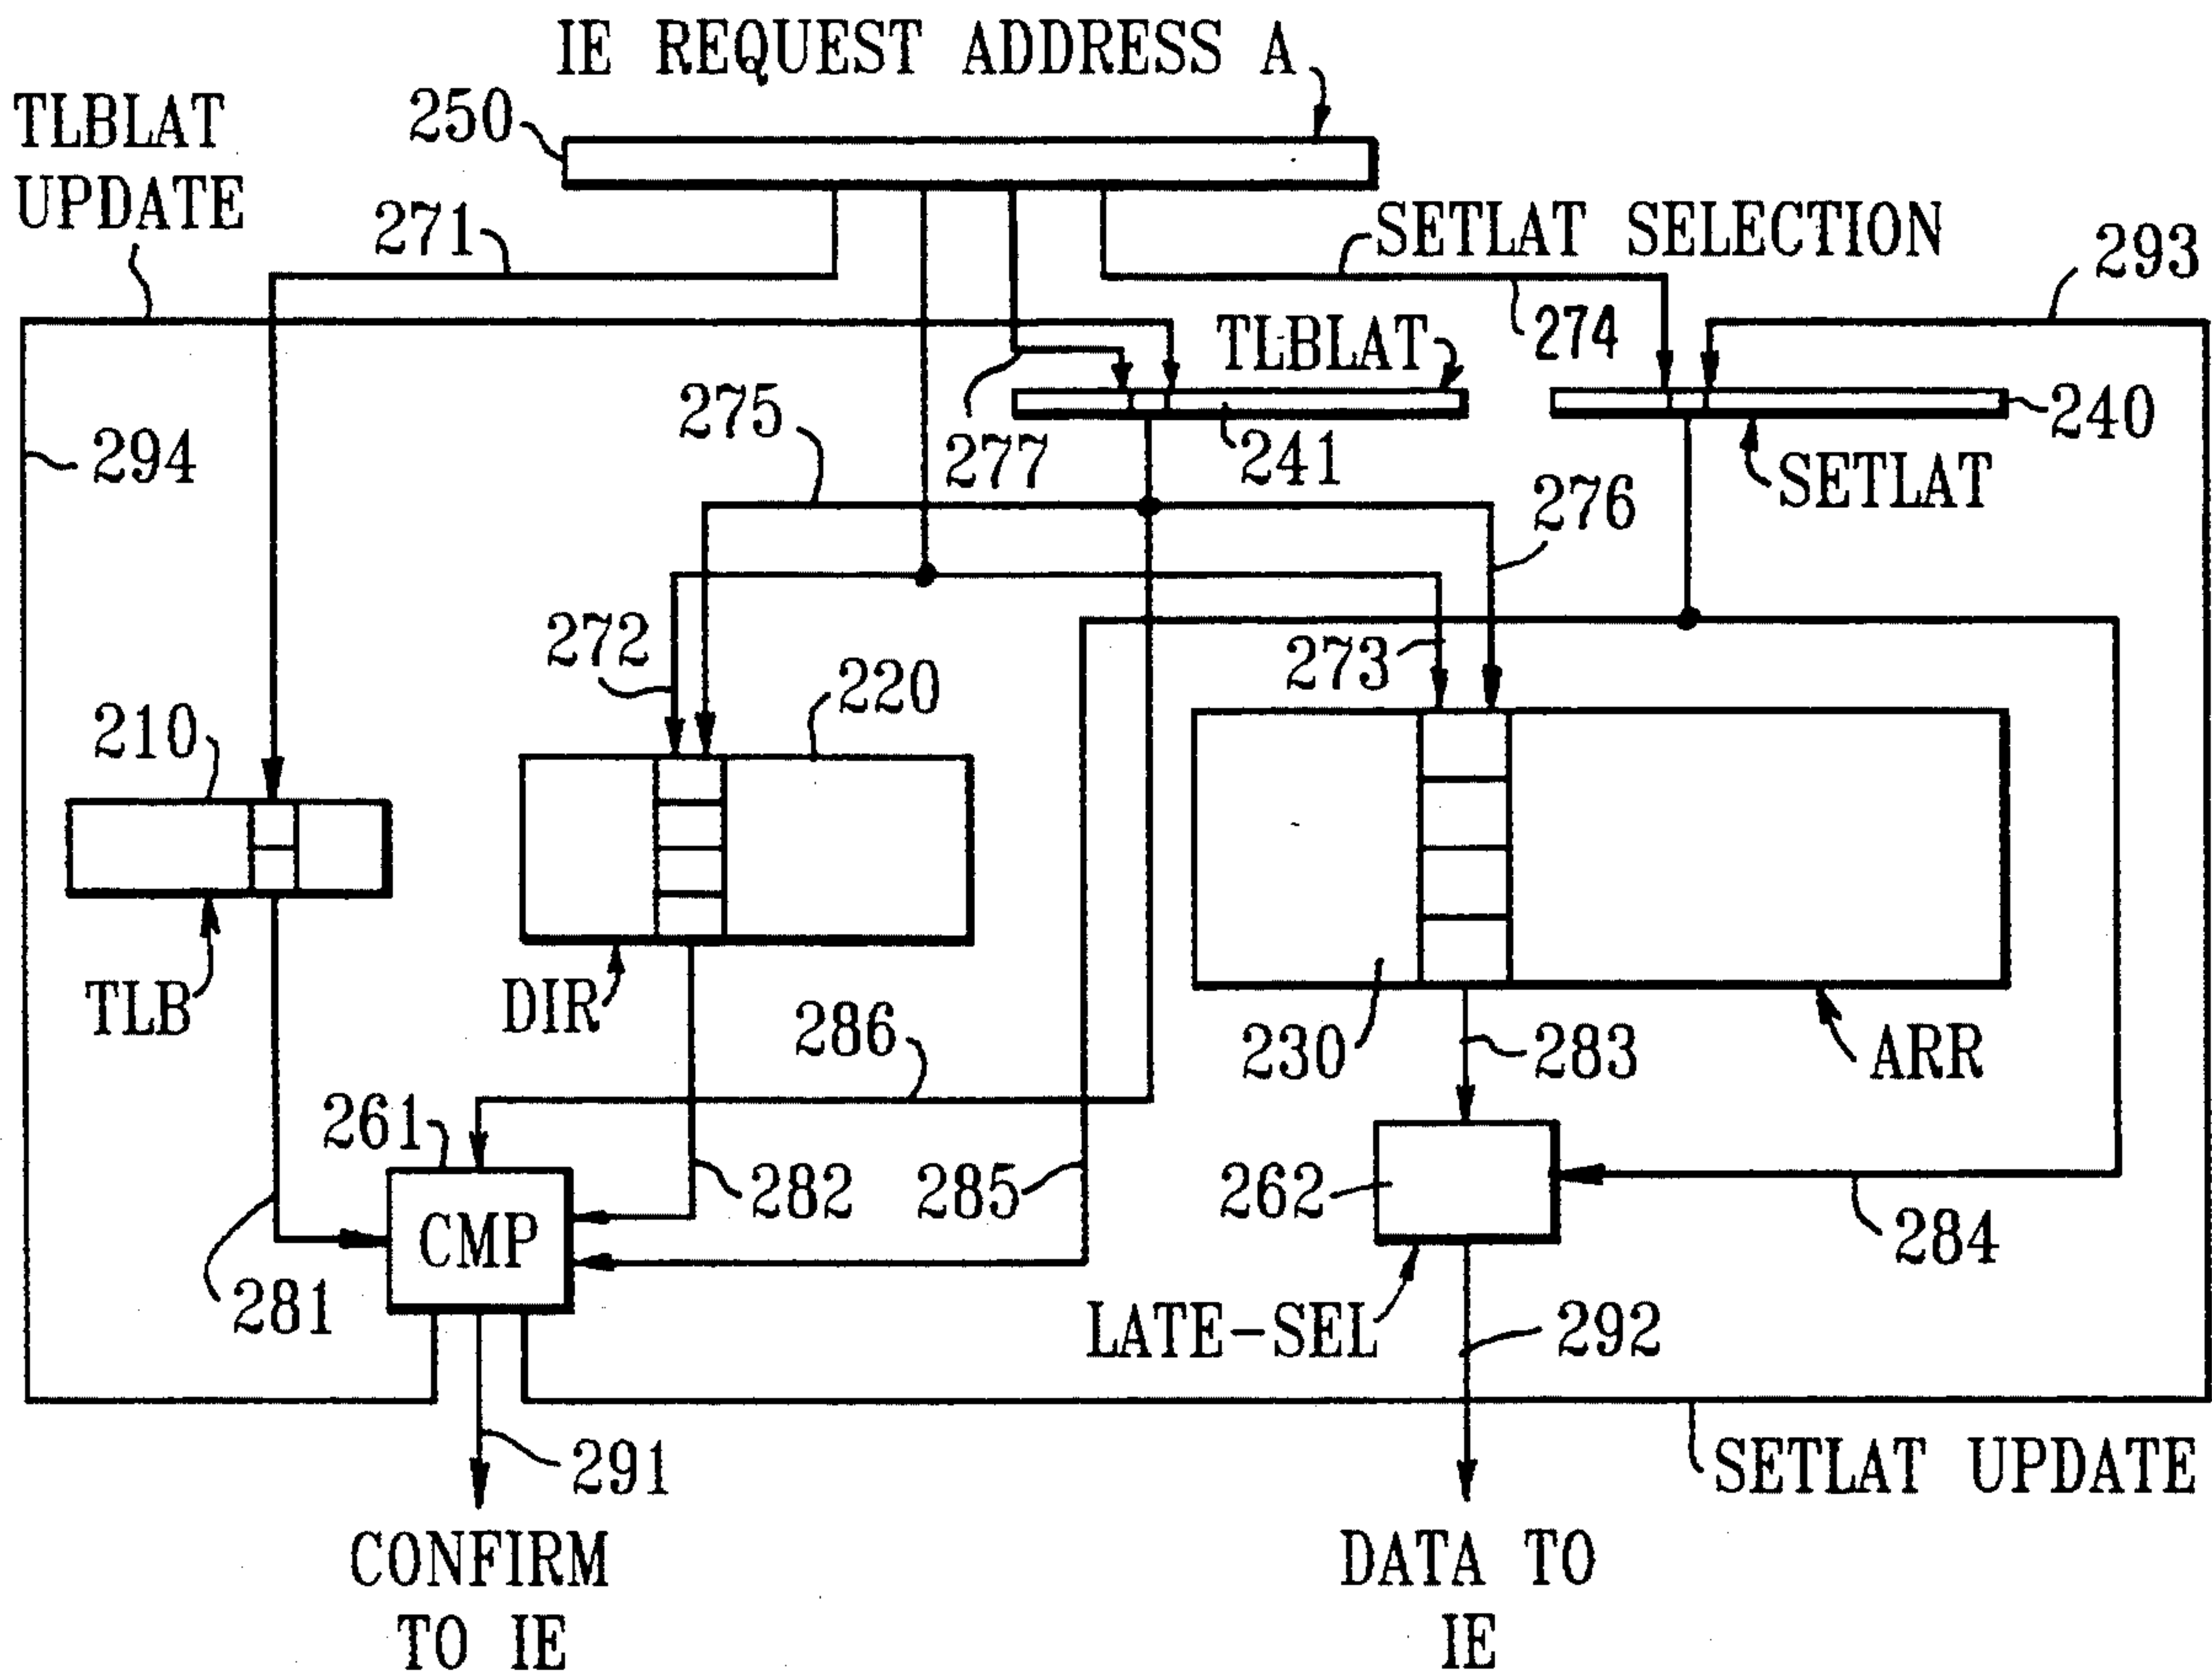 IE REQUEST ADDRESS A
TLBLAT
UPDATE
250
271
SETLAT SELECTION
293
274
TLBLAT
275
277
241
240
294
SETLAT
276
272
273
220
210
TLB
DIR
286
230
283
ARR
261
282
285
262
284
CMP
281
LATE-SEL
292
291
SETLAT UPDATE
CONFIRM
TO IE
DATA TO
IE